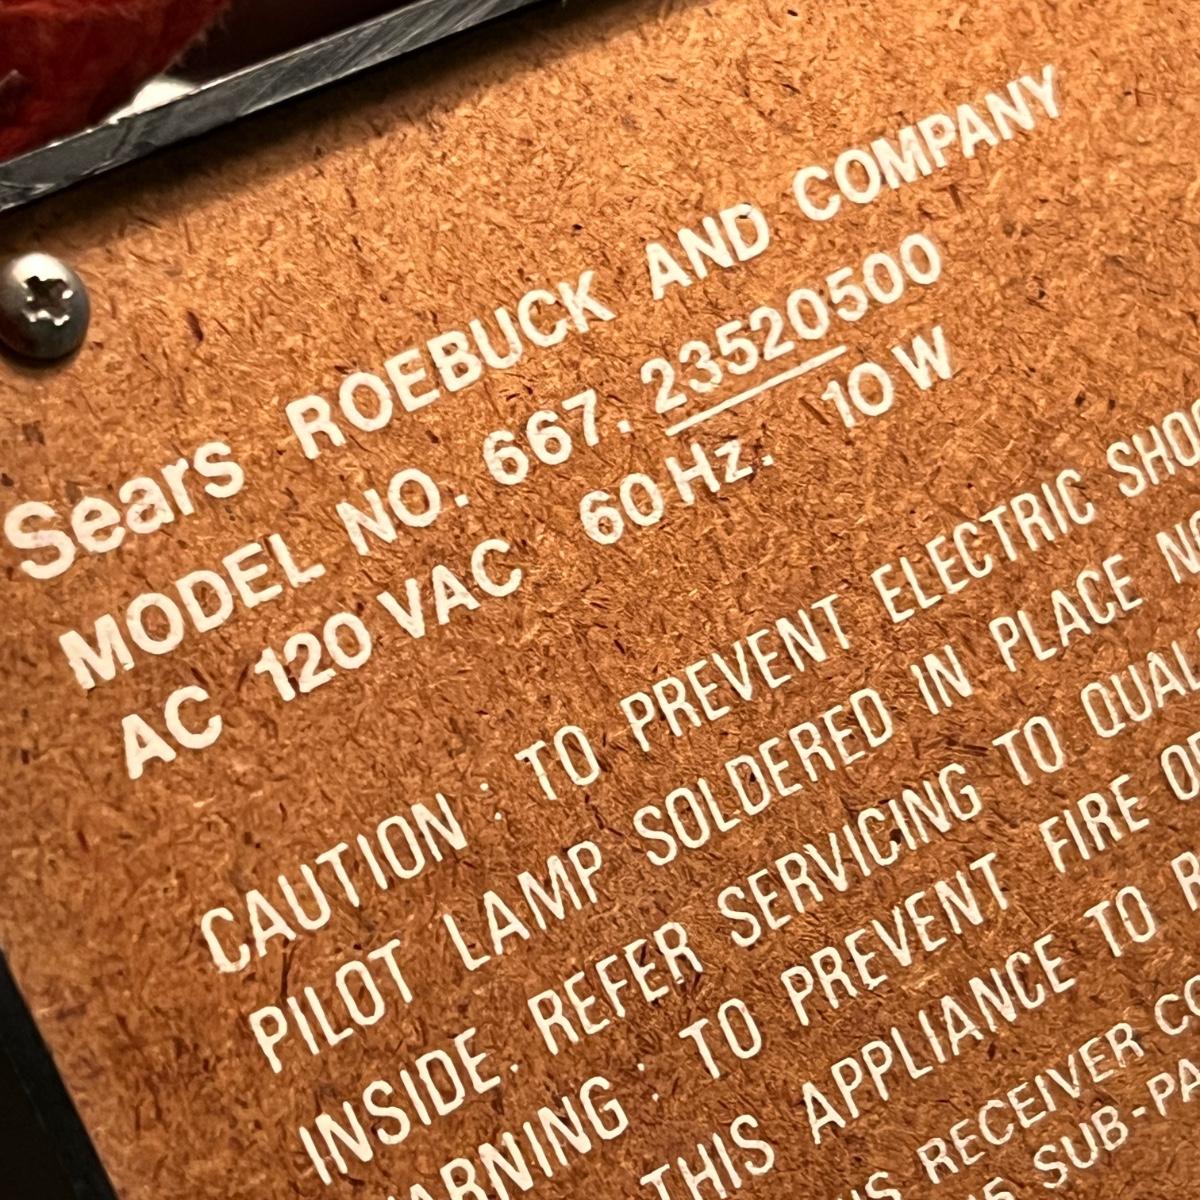 Sears ROEBUCK AND COMPANY
MODEL NO. 667. 23520500
AC 120 VAC 60 Hz. 10 W
CAUTION : TO PREVENT ELECTRIC
PILOT LAMP SOLDERED IN PLACE
INSIDE. REFER SERVICING TO
TO PREVENT FIRE
THIS APPLIANCE TO
RECEIVER
SUB-PA